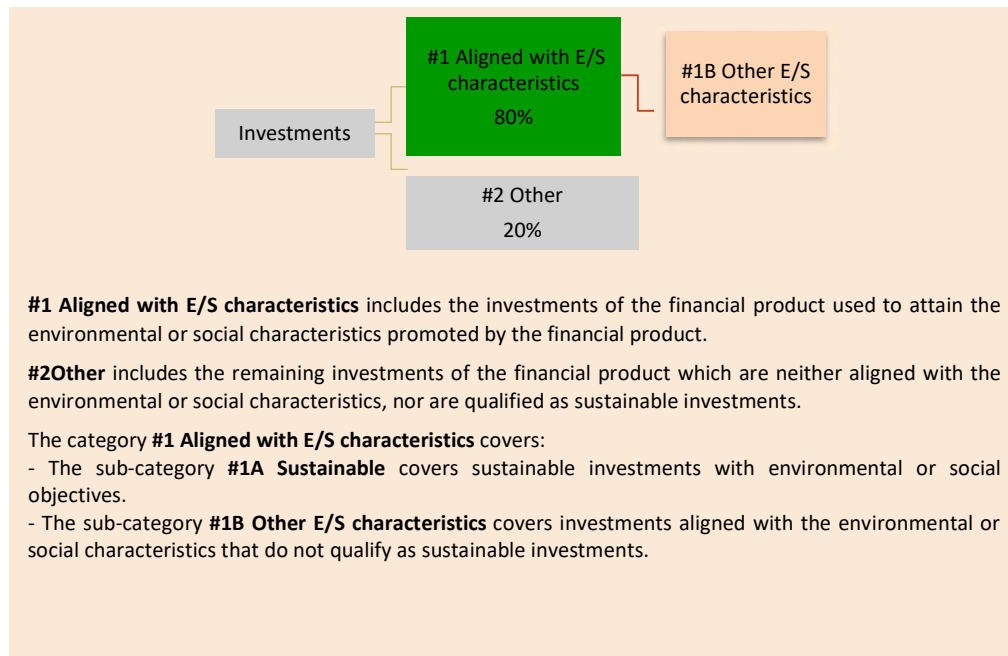 #1 Aligned with E/S
characteristics
80%
#1B Other E/S
characteristics
Investments
#2 Other
20%
#1 Aligned with E/S characteristics includes the investments of the financial product used to attain the
environmental or social characteristics promoted by the financial product.
#2Other includes the remaining investments of the financial product which are neither aligned with the
environmental or social characteristics, nor are qualified as sustainable investments.
The category #1 Aligned with E/S characteristics covers:
- The sub-category #1A Sustainable covers sustainable investments with environmental or social
objectives.
- The sub-category #1B Other E/S characteristics covers investments aligned with the environmental or
social characteristics that do not qualify as sustainable investments.